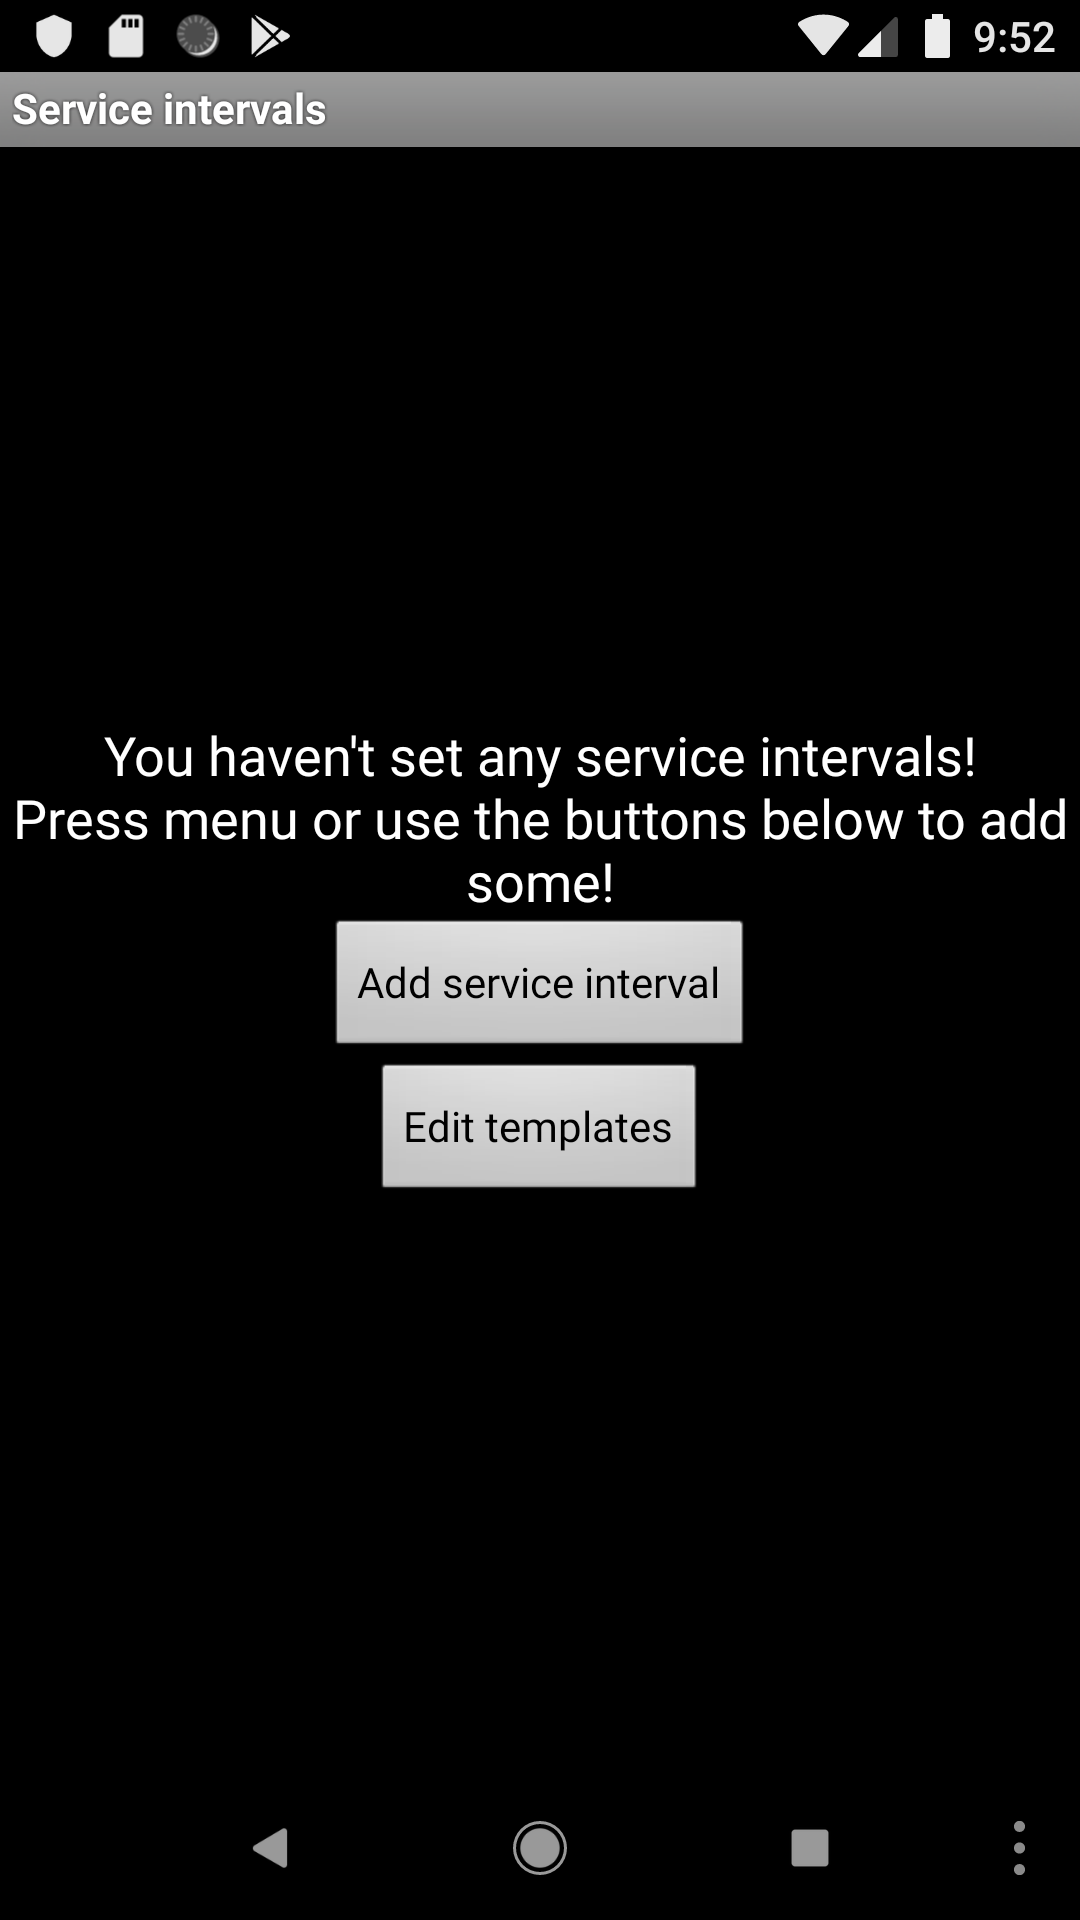 9:52
Service intervals
You haven't set any service intervals!
Press menu or use the buttons below to add
some!
Add service interval
Edit templates